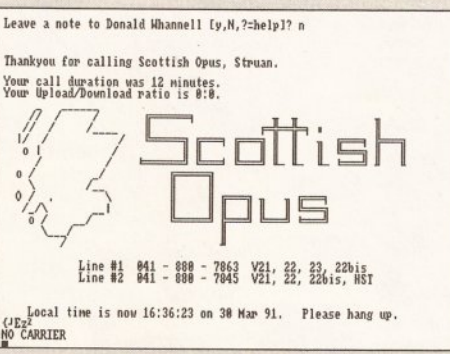 Leave a note to Donald Whannell [y,N,?=help]? n
Thankyou for calling Scottish Opus, Struan.
Your call duration was 12 minutes.
Your Upload/Download ratio is 0:0.
Scottish
Opus
Line #1 041 - 880 - 7863 V21, 22, 23, 22bis
Line #2 041 - 880 - 7845 V21, 22, 22bis, HST
Local time is now 16:36:23 on 30 Mar 91. Please hang up.
{JEz²
NO CARRIER